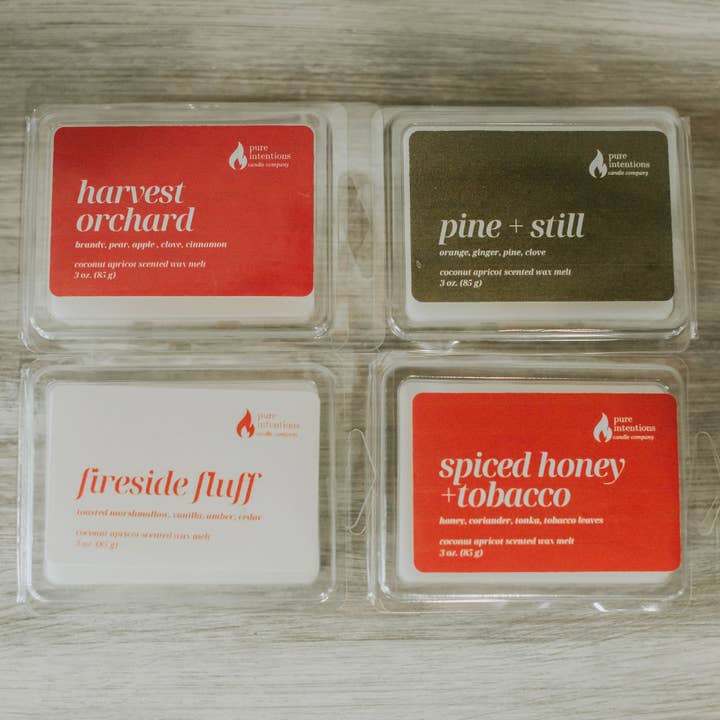 pure
intentions
candle company
harvest
orchard
brandy, pear, apple , clove, cinnamon
coconut apricot scented wax melt
3 oz. (85 g)
pure
intentions
candle company
pine + still
orange, ginger, pine, clove
coconut apricot scented wax melt
3 oz. (85 g)
pure
intentions
candle company
fireside fluff
toasted marshmallow, vanilla, amber, cedar
coconut apricot scented wax melt
3 oz. (85 g)
pure
intentions
candle company
spiced honey
+tobacco
honey, coriander, tonka, tobacco leaves
coconut apricot scented wax melt
3 oz. (85 g)